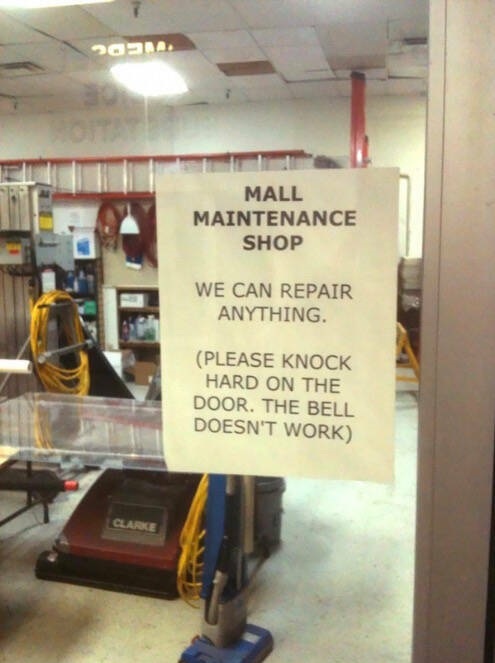 MALL
MAINTENANCE
SHOP
WE CAN REPAIR
ANYTHING.
(PLEASE KNOCK
HARD ON THE
DOOR. THE BELL
DOESN'T WORK)
CLARKE